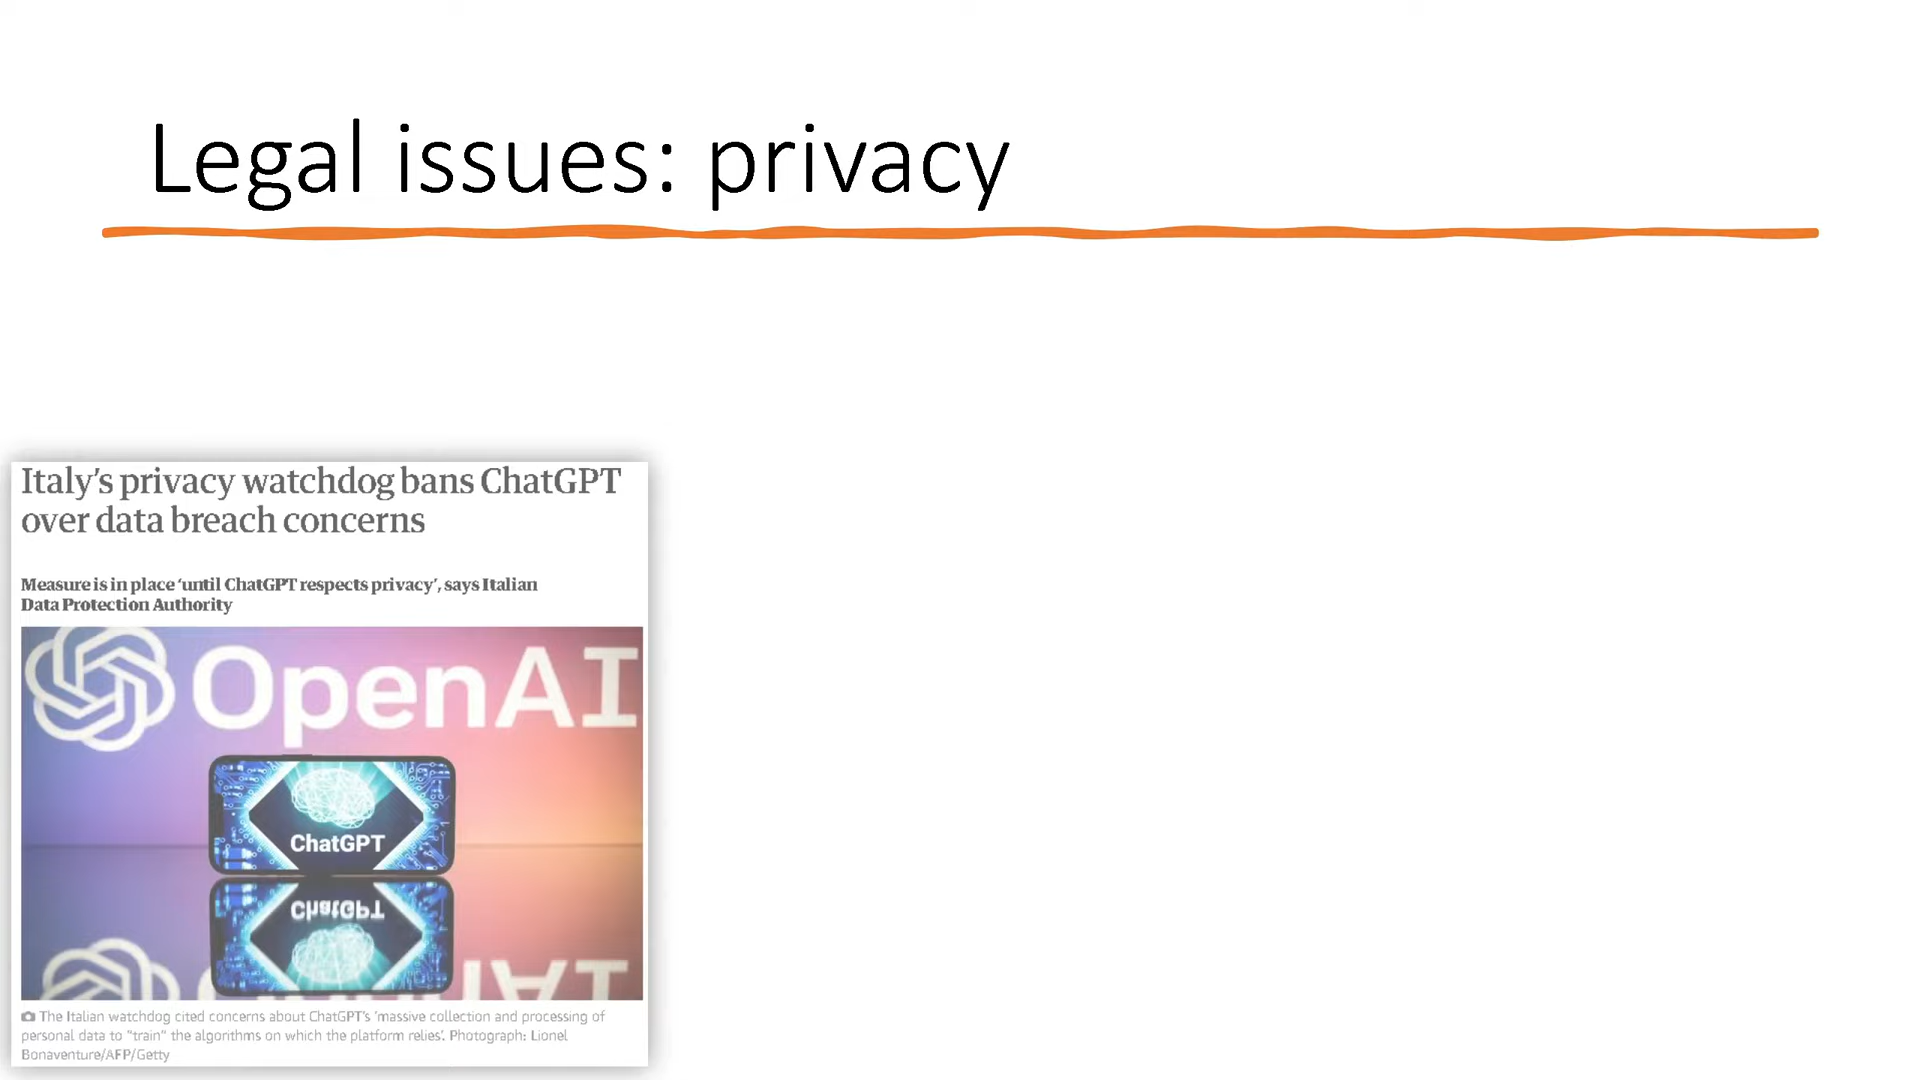 Legal issues: privacy
Italy's privacy watchdog bans ChatGPT
over data breach concerns
Measure is in place 'until ChatGPT respects privacy', says Italian
Data Protection Authority
OpenAI
ChatGPT
ChatGPT
The Italian watchdog cited concerns about ChatGPT's 'massive collection and processing of
personal data to "train" the algorithms on which the platform relies'. Photograph: Lionel
Bonaventure/AFP/Getty